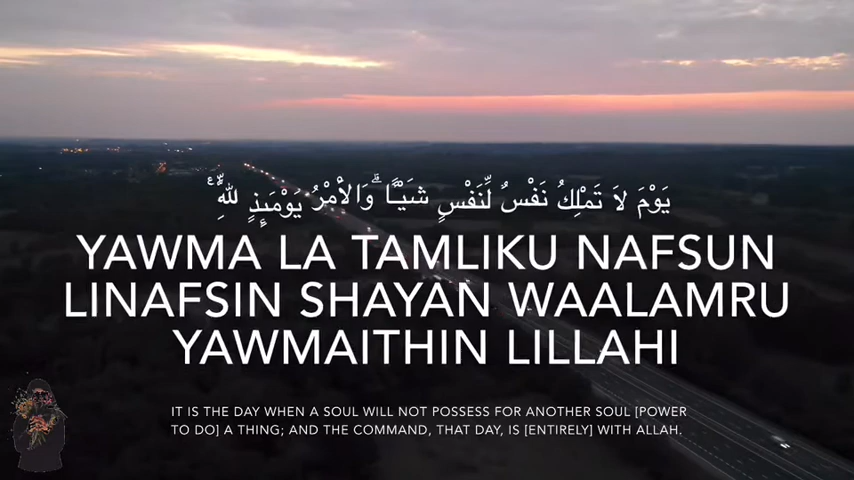 يَوْمَ لَا تَمْلِكُ نَفْسٌ لِّنَفْسٍ شَيْـًٔا ۗ وَالْاَمْرُ يَوْمَىِٕذٍ لِّلّٰهِ ࣖ
YAWMA LA TAMLIKU NAFSUN
LINAFSIN SHAYAN WAALAMRU
YAWMAITHIN LILLAHI
IT IS THE DAY WHEN A SOUL WILL NOT POSSESS FOR ANOTHER SOUL [POWER
TO DO] A THING; AND THE COMMAND, THAT DAY, IS [ENTIRELY] WITH ALLAH.